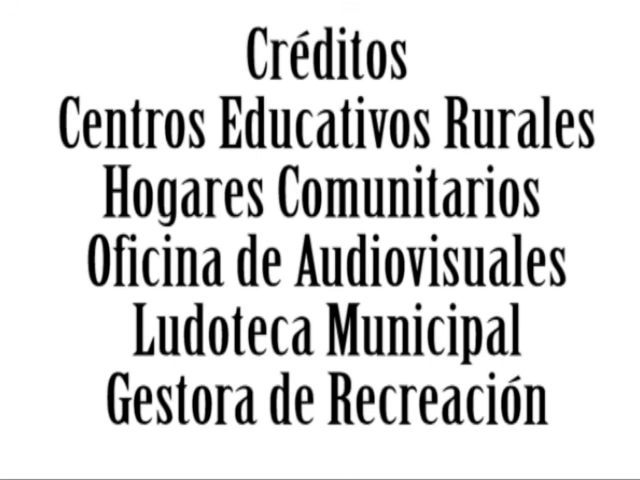 Créditos
Centros Educativos Rurales
Hogares Comunitarios
Oficina de Audiovisuales
Ludoteca Municipal
Gestora de Recreación